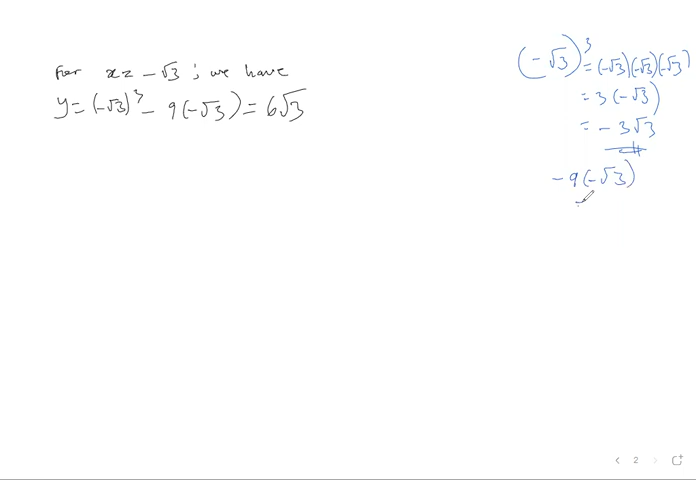 For x = -√3 ; we have
y = (-√3)³ - 9(-√3) = 6√3
(-√3)³ = (-√3)(-√3)(-√3)
= 3(-√3)
= -3√3
-9(-√3)
2